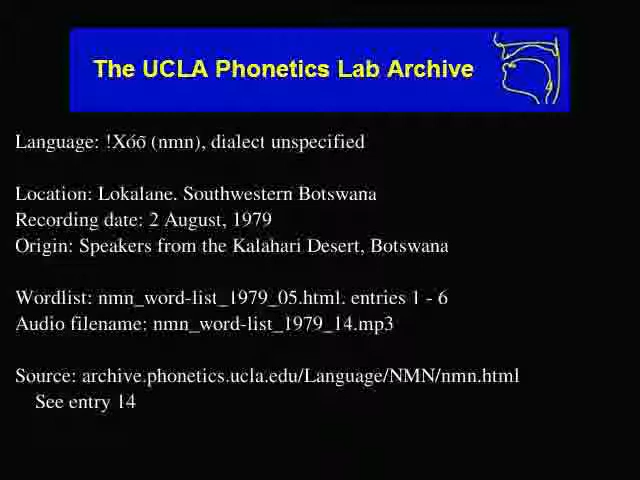 The UCLA Phonetics Lab Archive
Language: !Xóõ (nmn), dialect unspecified
Location: Lokalane. Southwestern Botswana
Recording date: 2 August, 1979
Origin: Speakers from the Kalahari Desert, Botswana
Wordlist: nmn_word-list_1979_05.html. entries 1 - 6
Audio filename: nmn_word-list_1979_14.mp3
Source: archive.phonetics.ucla.edu/Language/NMN/nmn.html
See entry 14